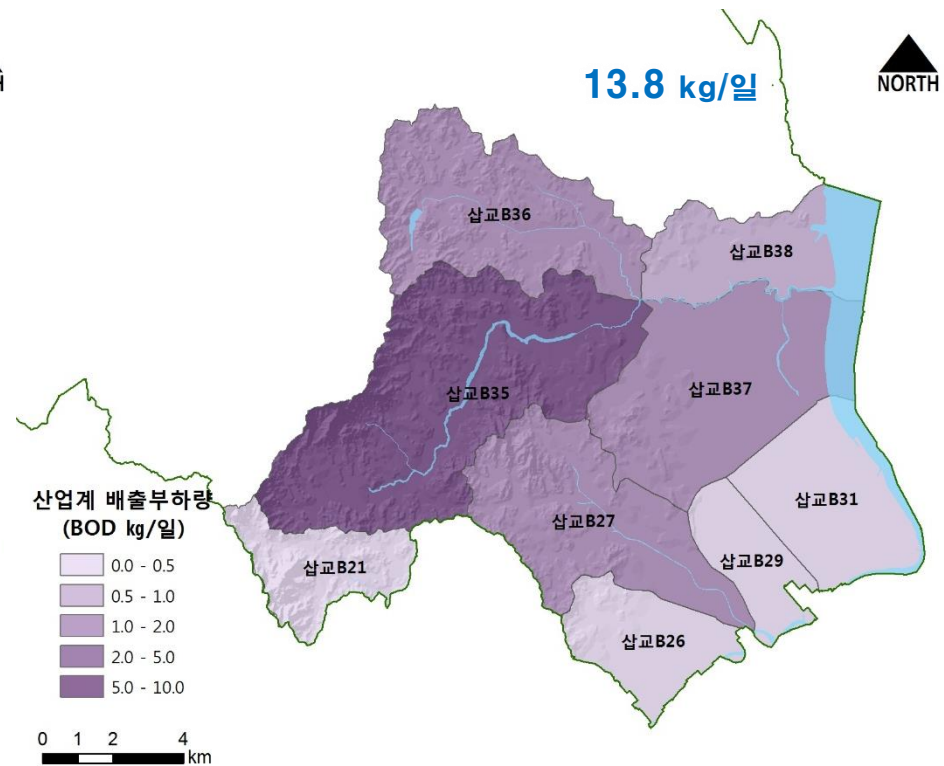 13.8 kg/일
NORTH
H
삽교B36
삽교B38
삽교B35
삽교B37
삽교B31
삽교B27
삽교B29
삽교B21
삽교B26
산업계 배출부하량
(BOD kg/일)
0.0 - 0.5
0.5 - 1.0
1.0 - 2.0
2.0 - 5.0
5.0 - 10.0
0 1 2 4
km